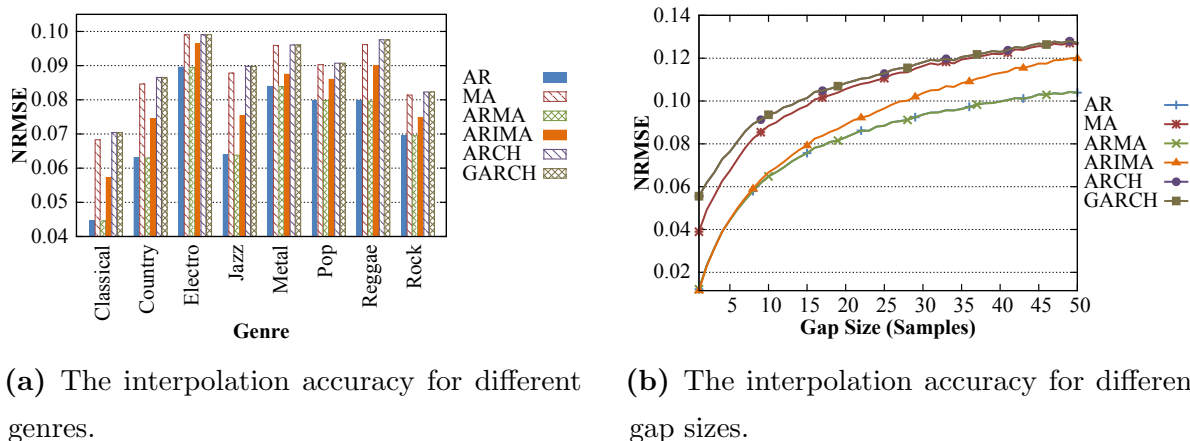 0.10
0.09
0.08
0.07
0.06
0.05
0.04
NRMSE
Classical
Country
Electro
Jazz
Metal
Pop
Reggae
Rock
Genre
AR
MA
ARMA
ARIMA
ARCH
GARCH
(a) The interpolation accuracy for different
genres.
0.14
0.12
0.10
0.08
0.06
0.04
0.02
NRMSE
5 10 15 20 25 30 35 40 45 50
Gap Size (Samples)
AR
MA
ARMA
ARIMA
ARCH
GARCH
(b) The interpolation accuracy for differen
gap sizes.